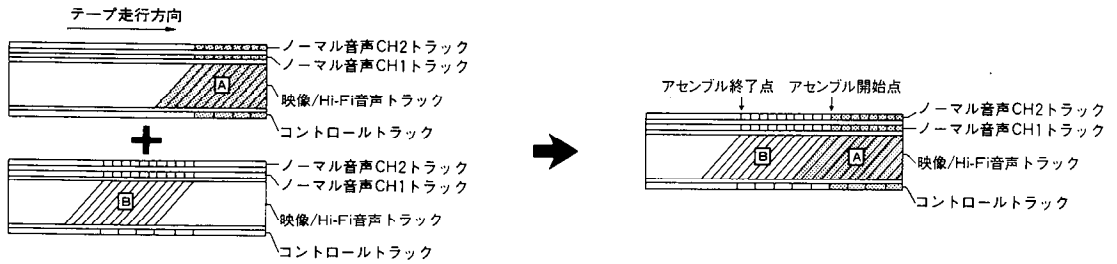 テープ走行方向
ノーマル音声CH2トラック
ノーマル音声CH1トラック
A
映像/Hi-Fi音声トラック
コントロールトラック
ノーマル音声CH2トラック
ノーマル音声CH1トラック
B
映像/Hi-Fi音声トラック
コントロールトラック
アセンブル終了点 アセンブル開始点
ノーマル音声CH2トラック
ノーマル音声CH1トラック
B A
映像/Hi-Fi音声トラック
コントロールトラック